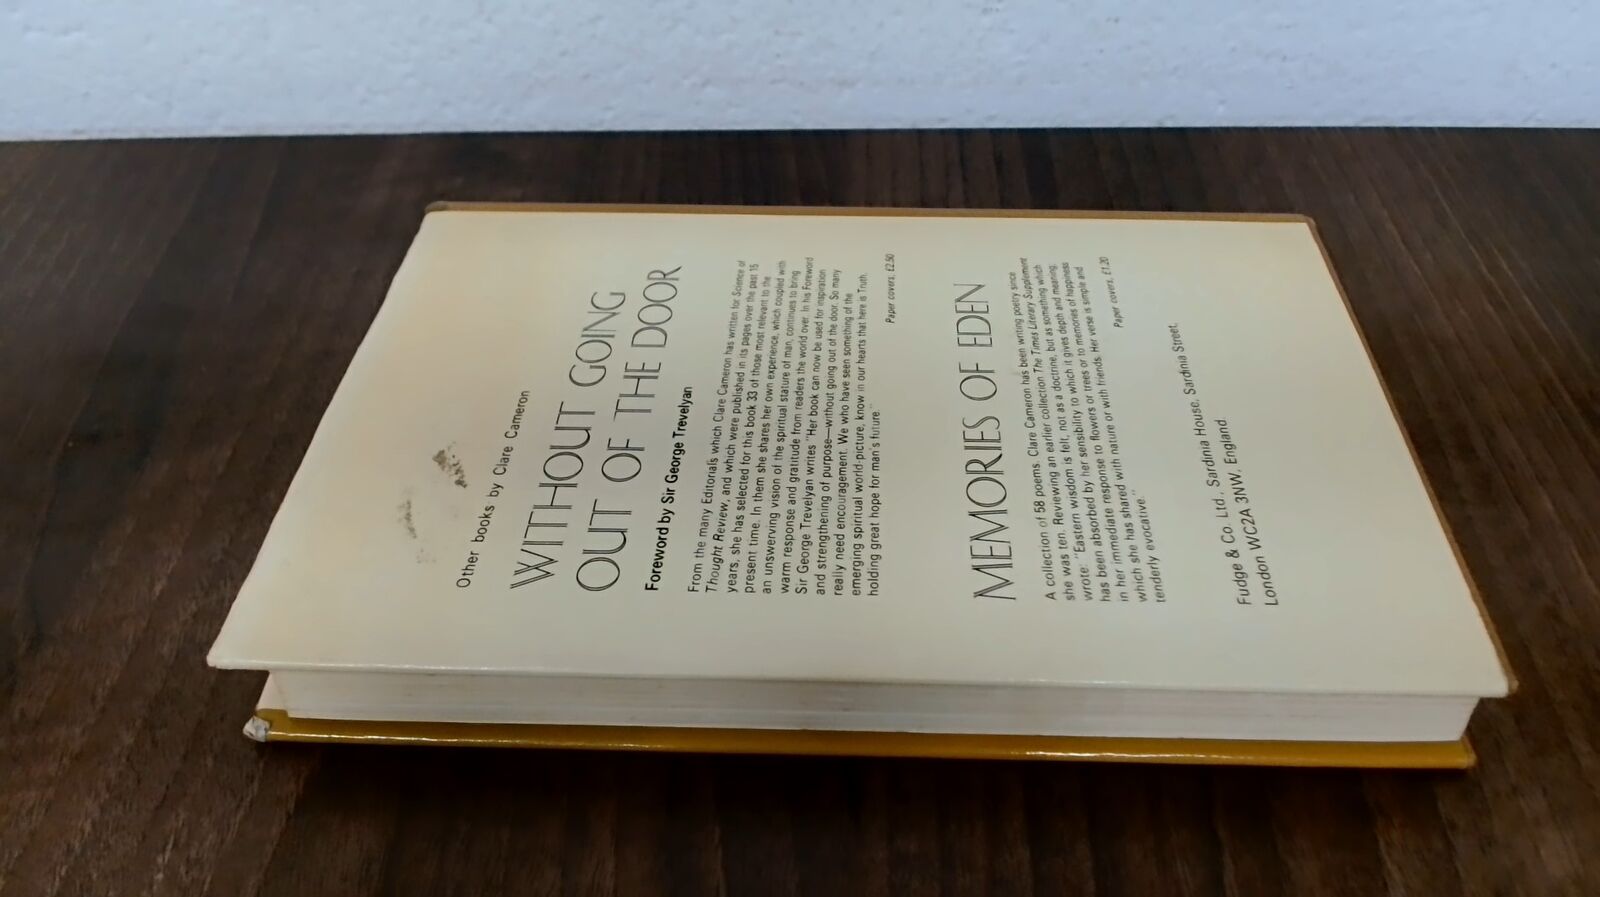 Other books by Clare Cameron
WITHOUT GOING
OUT OF THE DOOR
Foreword by Sir George Trevelyan
From the many Editorials which Clare Cameron has written for Science of
Thought Review, and which were published in its pages over the past 15
years, she has selected for this book 33 of those most relevant to the
present time. In them she shares her own experience, which coupled with
an unswerving vision of the spiritual stature of man, continues to bring
warm response and gratitude from readers the world over. In his Foreword
Sir George Trevelyan writes "Her book can now be used for inspiration
and strengthening of purpose—without going out of the door. So many
really need encouragement. We who have seen something of the
emerging spiritual world-picture, know in our hearts that here is Truth,
holding great hope for man's future."
Paper covers, £2.50
MEMORIES OF EDEN
A collection of 58 poems. Clare Cameron has been writing poetry since
she was ten. Reviewing an earlier collection The Times Literary Supplement
wrote: "Eastern wisdom is felt, not as a doctrine, but as something which
has been absorbed by her sensibility to which it gives depth and meaning;
in her immediate response to flowers or trees or to memories of happiness
which she has shared with nature or with friends. Her verse is simple and
tenderly evocative."
Paper covers, £1.20
Fudge & Co. Ltd., Sardinia House, Sardinia Street,
London WC2A 3NW, England.